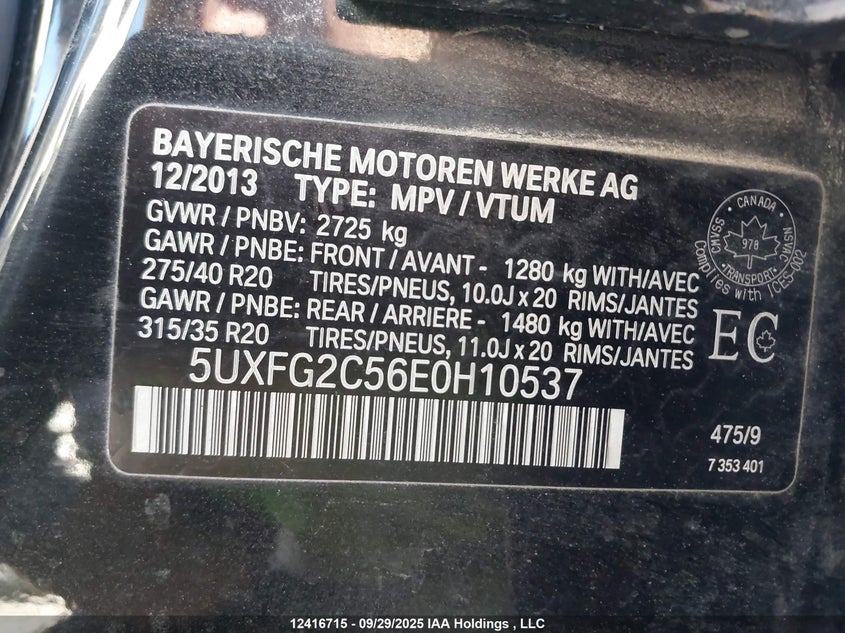 BAYERISCHE MOTOREN WERKE AG
12/2013 TYPE: MPV / VTUM
GVWR / PNBV: 2725 kg
GAWR / PNBE: FRONT / AVANT - 1280 kg WITH/AVEC
275/40 R20 TIRES/PNEUS, 10.0J x 20 RIMS/JANTES
GAWR / PNBE: REAR / ARRIERE - 1480 kg WITH/AVEC
315/35 R20 TIRES/PNEUS, 11.0J x 20 RIMS/JANTES
5UXFG2C56E0H10537
CANADA
CMVSS
NSVAC
978
TRANSPORT
Complies with ICES-002
EC
475/9
7 353 401
12416715 - 09/29/2025 IAA Holdings , LLC